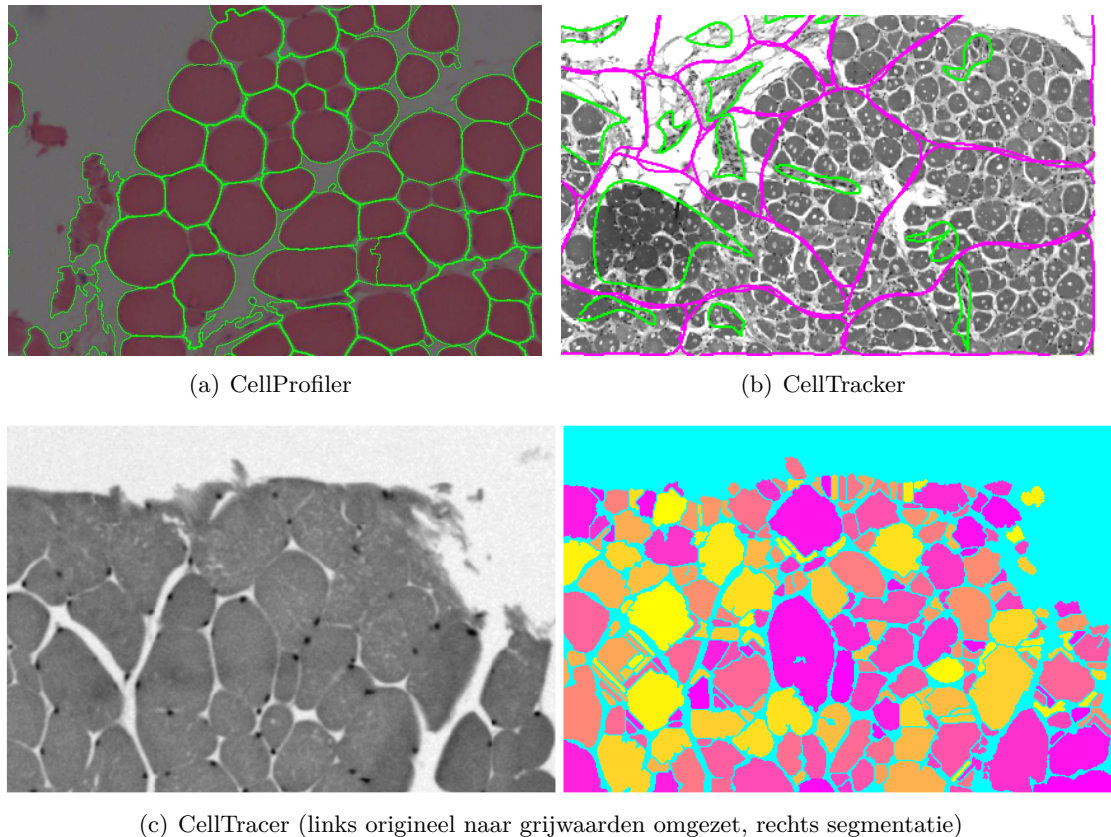 (a) CellProfiler
(b) CellTracker
(c) CellTracer (links origineel naar grijwaarden omgezet, rechts segmentatie)